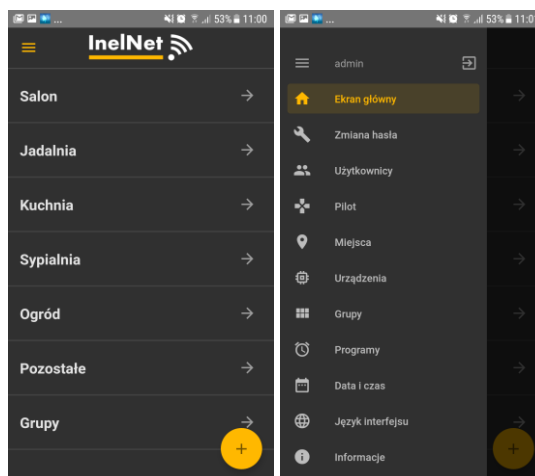 ... 53% 11:00
InelNet
Salon
Jadalnia
Kuchnia
Sypialnia
Ogród
Pozostałe
Grupy
+
... 53% 11:0
admin
Ekran główny
Zmiana hasła
Użytkownicy
Pilot
Miejsca
Urządzenia
Grupy
Programy
Data i czas
Język interfejsu
Informacje
+